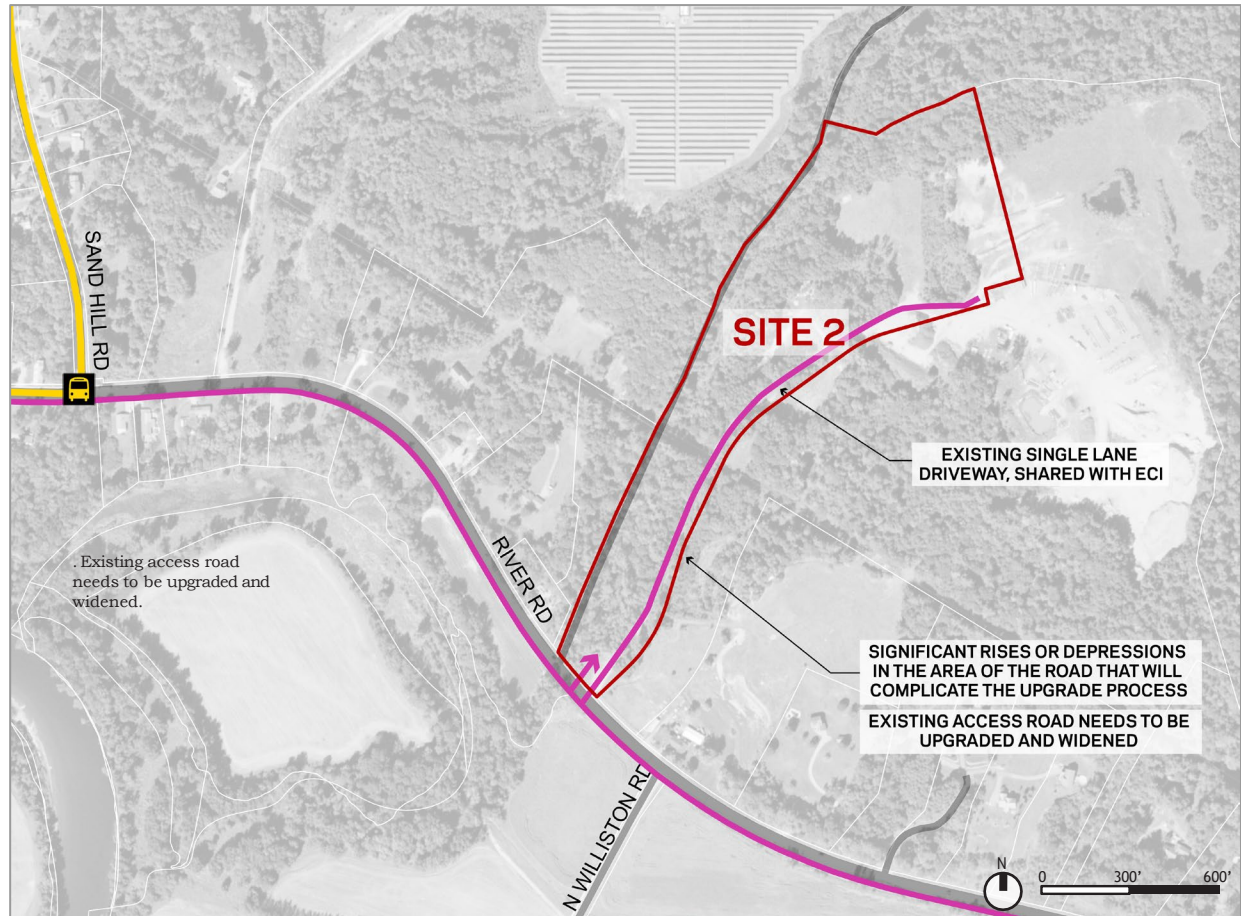 SAND HILL RD
SITE 2
EXISTING SINGLE LANE
DRIVEWAY, SHARED WITH ECI
RIVER RD
. Existing access road
needs to be upgraded and
widened.
SIGNIFICANT RISES OR DEPRESSIONS
IN THE AREA OF THE ROAD THAT WILL
COMPLICATE THE UPGRADE PROCESS
EXISTING ACCESS ROAD NEEDS TO BE
UPGRADED AND WIDENED
N WILLISTON RD
N
0 300' 600'